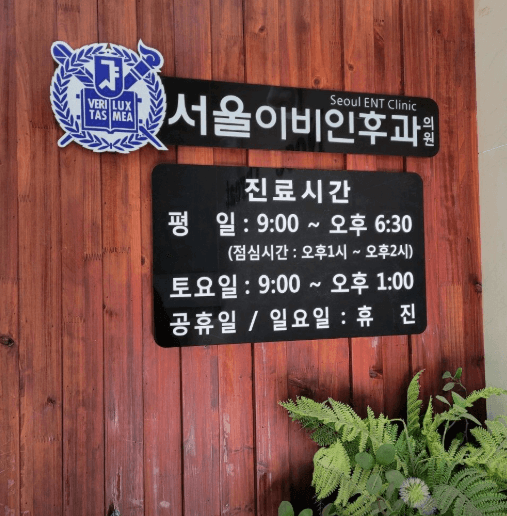 VERI LUX
TAS MEA
Seoul ENT Clinic
서울이비인후과의원
진료시간
평 일 : 9:00 ~ 오후 6:30
(점심시간 : 오후1시 ~ 오후2시)
토요일 : 9:00 ~ 오후 1:00
공휴일 / 일요일 : 휴 진